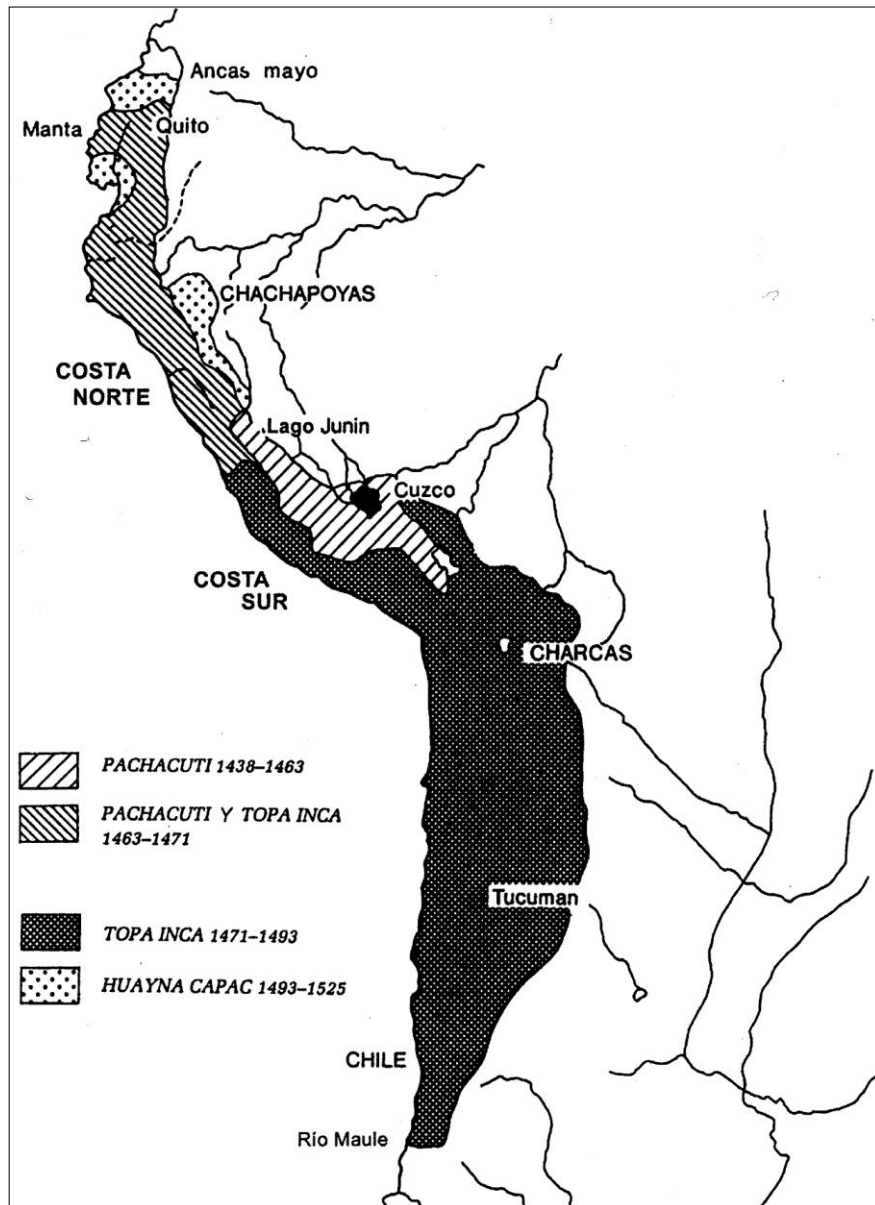 Ancas mayo
Manta
Quito
CHACHAPOYAS
COSTA
NORTE
Lago Junin
Cuzco
COSTA
SUR
CHARCAS
PACHACUTI 1438–1463
PACHACUTI Y TOPA INCA
1463–1471
Tucuman
TOPA INCA 1471–1493
HUAYNA CAPAC 1493–1525
CHILE
Río Maule